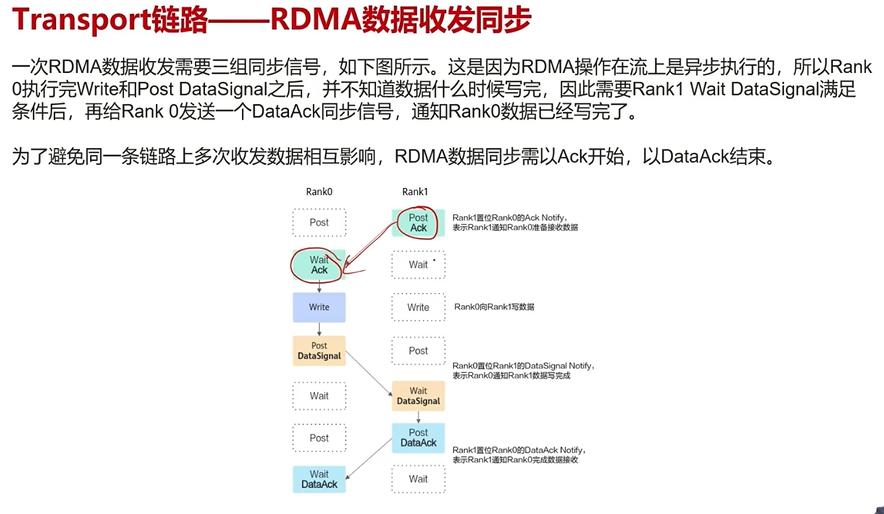 Transport链路——RDMA数据收发同步
一次RDMA数据收发需要三组同步信号，如下图所示。这是因为RDMA操作在流上是异步执行的，所以Rank
0执行完Write和Post DataSignal之后，并不知道数据什么时候写完，因此需要Rank1 Wait DataSignal满足
条件后，再给Rank 0发送一个DataAck同步信号，通知Rank0数据已经写完了。
为了避免同一条链路上多次收发数据相互影响，RDMA数据同步需以Ack开始，以DataAck结束。
Rank0
Rank1
Post
Post
Ack
Rank1置位Rank0的Ack Notify，
表示Rank1通知Rank0准备接收数据
Wait
Ack
Wait
Write
Write
Rank0向Rank1写数据
Post
DataSignal
Post
Rank0置位Rank1的DataSignal Notify，
表示Rank0通知Rank1数据写完成
Wait
Wait
DataSignal
Post
Post
DataAck
Rank1置位Rank0的DataAck Notify，
表示Rank1通知Rank0完成数据接收
Wait
DataAck
Wait